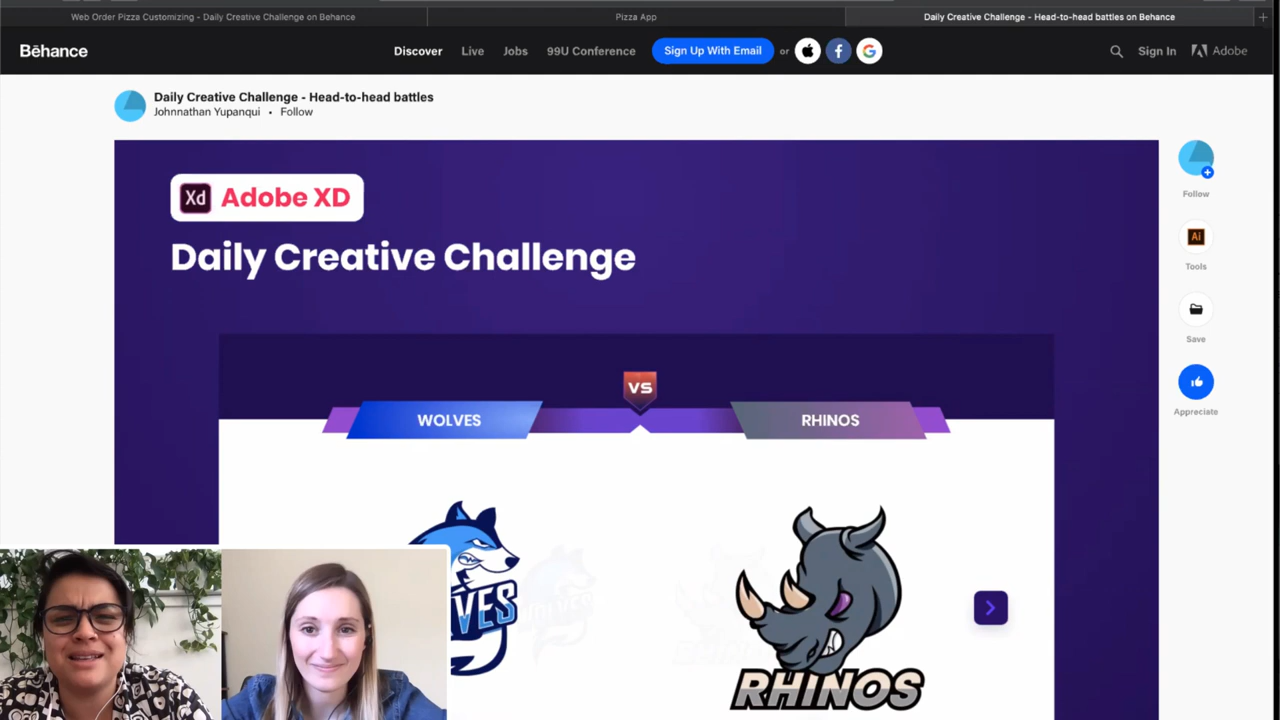 Web Order Pizza Customizing - Daily Creative Challenge on Behance
Pizza App
Daily Creative Challenge - Head-to-head battles on Behance
Bēhance
Discover
Live
Jobs
99U Conference
Sign Up With Email
or
Sign In
Adobe
Daily Creative Challenge - Head-to-head battles
Johnnathan Yupanqui • Follow
Xd Adobe XD
Daily Creative Challenge
VS
WOLVES
RHINOS
RHINOS
Follow
Ai
Tools
Save
Appreciate